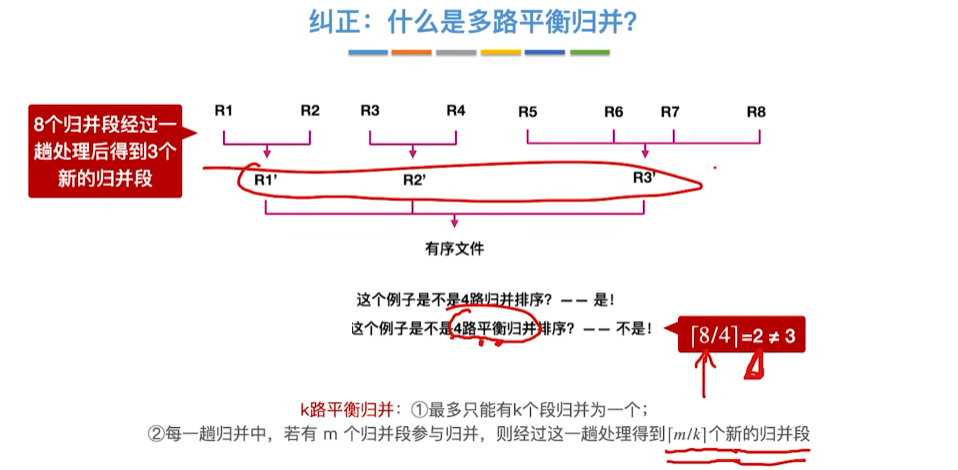 纠正：什么是多路平衡归并？
8个归并段经过一
趟处理后得到3个
新的归并段
R1 R2 R3 R4 R5 R6 R7 R8
R1' R2' R3'
有序文件
这个例子是不是4路归并排序？—— 是！
这个例子是不是4路平衡归并排序？—— 不是！
⌈8/4⌉=2 ≠ 3
k路平衡归并：①最多只能有k个段归并为一个；
②每一趟归并中，若有 m 个归并段参与归并，则经过这一趟处理得到⌈m/k⌉个新的归并段